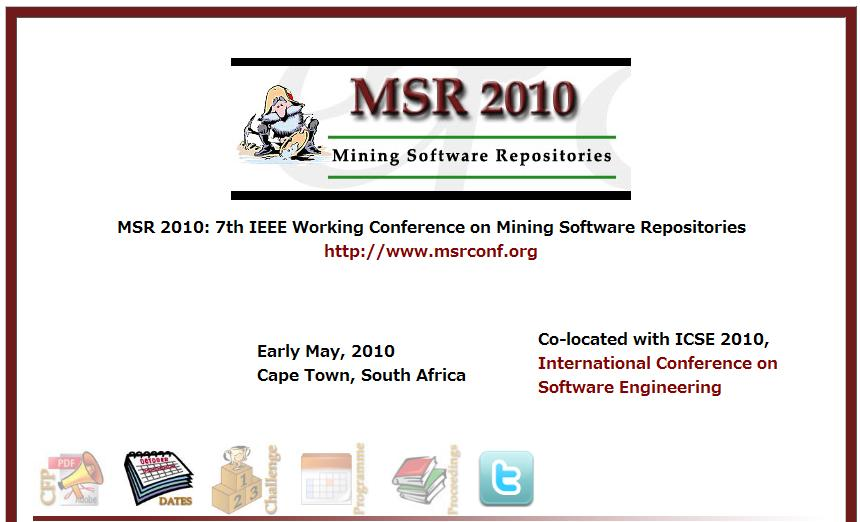 MSR 2010
Mining Software Repositories
MSR 2010: 7th IEEE Working Conference on Mining Software Repositories
http://www.msrconf.org
Early May, 2010
Cape Town, South Africa
Co-located with ICSE 2010,
International Conference on
Software Engineering
CFP
PDF
Adobe
OCTOBER
DATES
1
2
3
Challenge
Programme
Proceedings
t